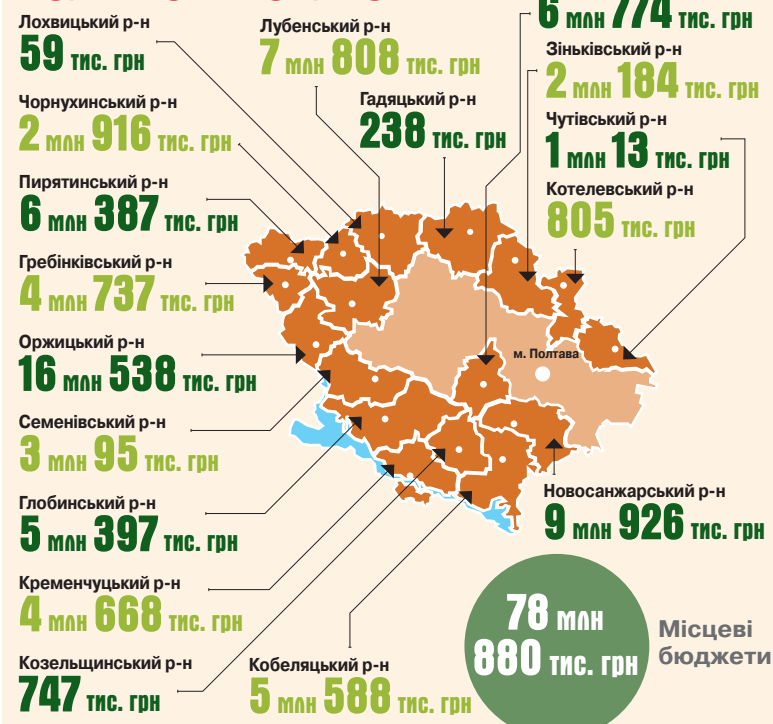 Лохвицький р-н
59 тис. грн
Чорнухинський р-н
2 млн 916 тис. грн
Пирятинський р-н
6 млн 387 тис. грн
Гребінківський р-н
4 млн 737 тис. грн
Оржицький р-н
16 млн 538 тис. грн
Семенівський р-н
3 млн 95 тис. грн
Глобинський р-н
5 млн 397 тис. грн
Кременчуцький р-н
4 млн 668 тис. грн
Козельщинський р-н
747 тис. грн
Лубенський р-н
7 млн 808 тис. грн
Гадяцький р-н
238 тис. грн
6 млн 774 тис. грн
Зіньківський р-н
2 млн 184 тис. грн
Чутівський р-н
1 млн 13 тис. грн
Котелевський р-н
805 тис. грн
м. Полтава
Новосанжарський р-н
9 млн 926 тис. грн
Кобеляцький р-н
5 млн 588 тис. грн
78 млн
880 тис. грн
Місцеві
бюджети